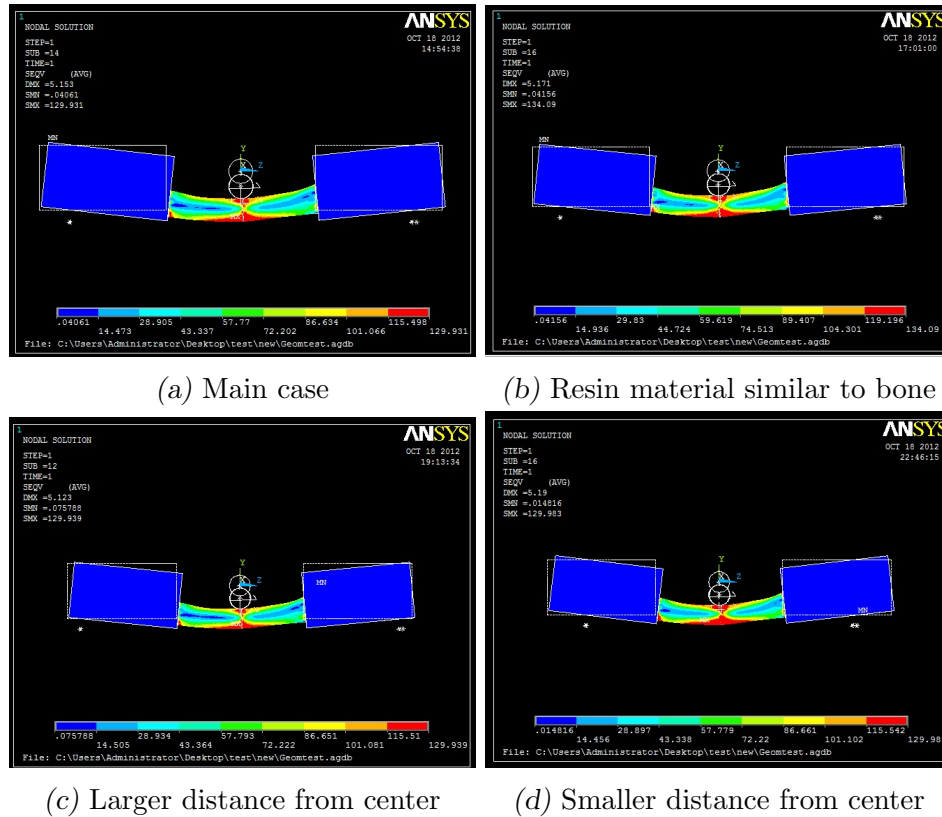 1
ANSYS
NODAL SOLUTION
OCT 18 2012
14:54:38
STEP=1
SUB =14
TIME=1
SEQV (AVG)
DMX =5.153
SMN =.04061
SMX =129.931
MN
Y
X Z
MX
* **
.04061 28.905 57.77 86.634 115.498
14.473 43.337 72.202 101.066 129.931
File: C:\Users\Administrator\Desktop\test\new\Geomtest.agdb
(a) Main case
1
ANSYS
NODAL SOLUTION
OCT 18 2012
17:01:00
STEP=1
SUB =16
TIME=1
SEQV (AVG)
DMX =5.171
SMN =.04156
SMX =134.09
MN
Y
X Z
* **
.04156 29.83 59.619 89.407 119.196
14.936 44.724 74.513 104.301 134.09
File: C:\Users\Administrator\Desktop\test\new\Geomtest.agdb
(b) Resin material similar to bone
1
ANSYS
NODAL SOLUTION
OCT 18 2012
19:13:34
STEP=1
SUB =12
TIME=1
SEQV (AVG)
DMX =5.123
SMN =.075788
SMX =129.939
Y
X Z
MN
MX
* **
.075788 28.934 57.793 86.651 115.51
14.505 43.364 72.222 101.081 129.939
File: C:\Users\Administrator\Desktop\test\new\Geomtest.agdb
(c) Larger distance from center
1
ANSYS
NODAL SOLUTION
OCT 18 2012
22:46:15
STEP=1
SUB =16
TIME=1
SEQV (AVG)
DMX =5.19
SMN =.014816
SMX =129.983
Y
X Z
MN
MX
* **
.014816 28.897 57.779 86.661 115.542
14.456 43.338 72.22 101.102 129.98
File: C:\Users\Administrator\Desktop\test\new\Geomtest.agdb
(d) Smaller distance from center